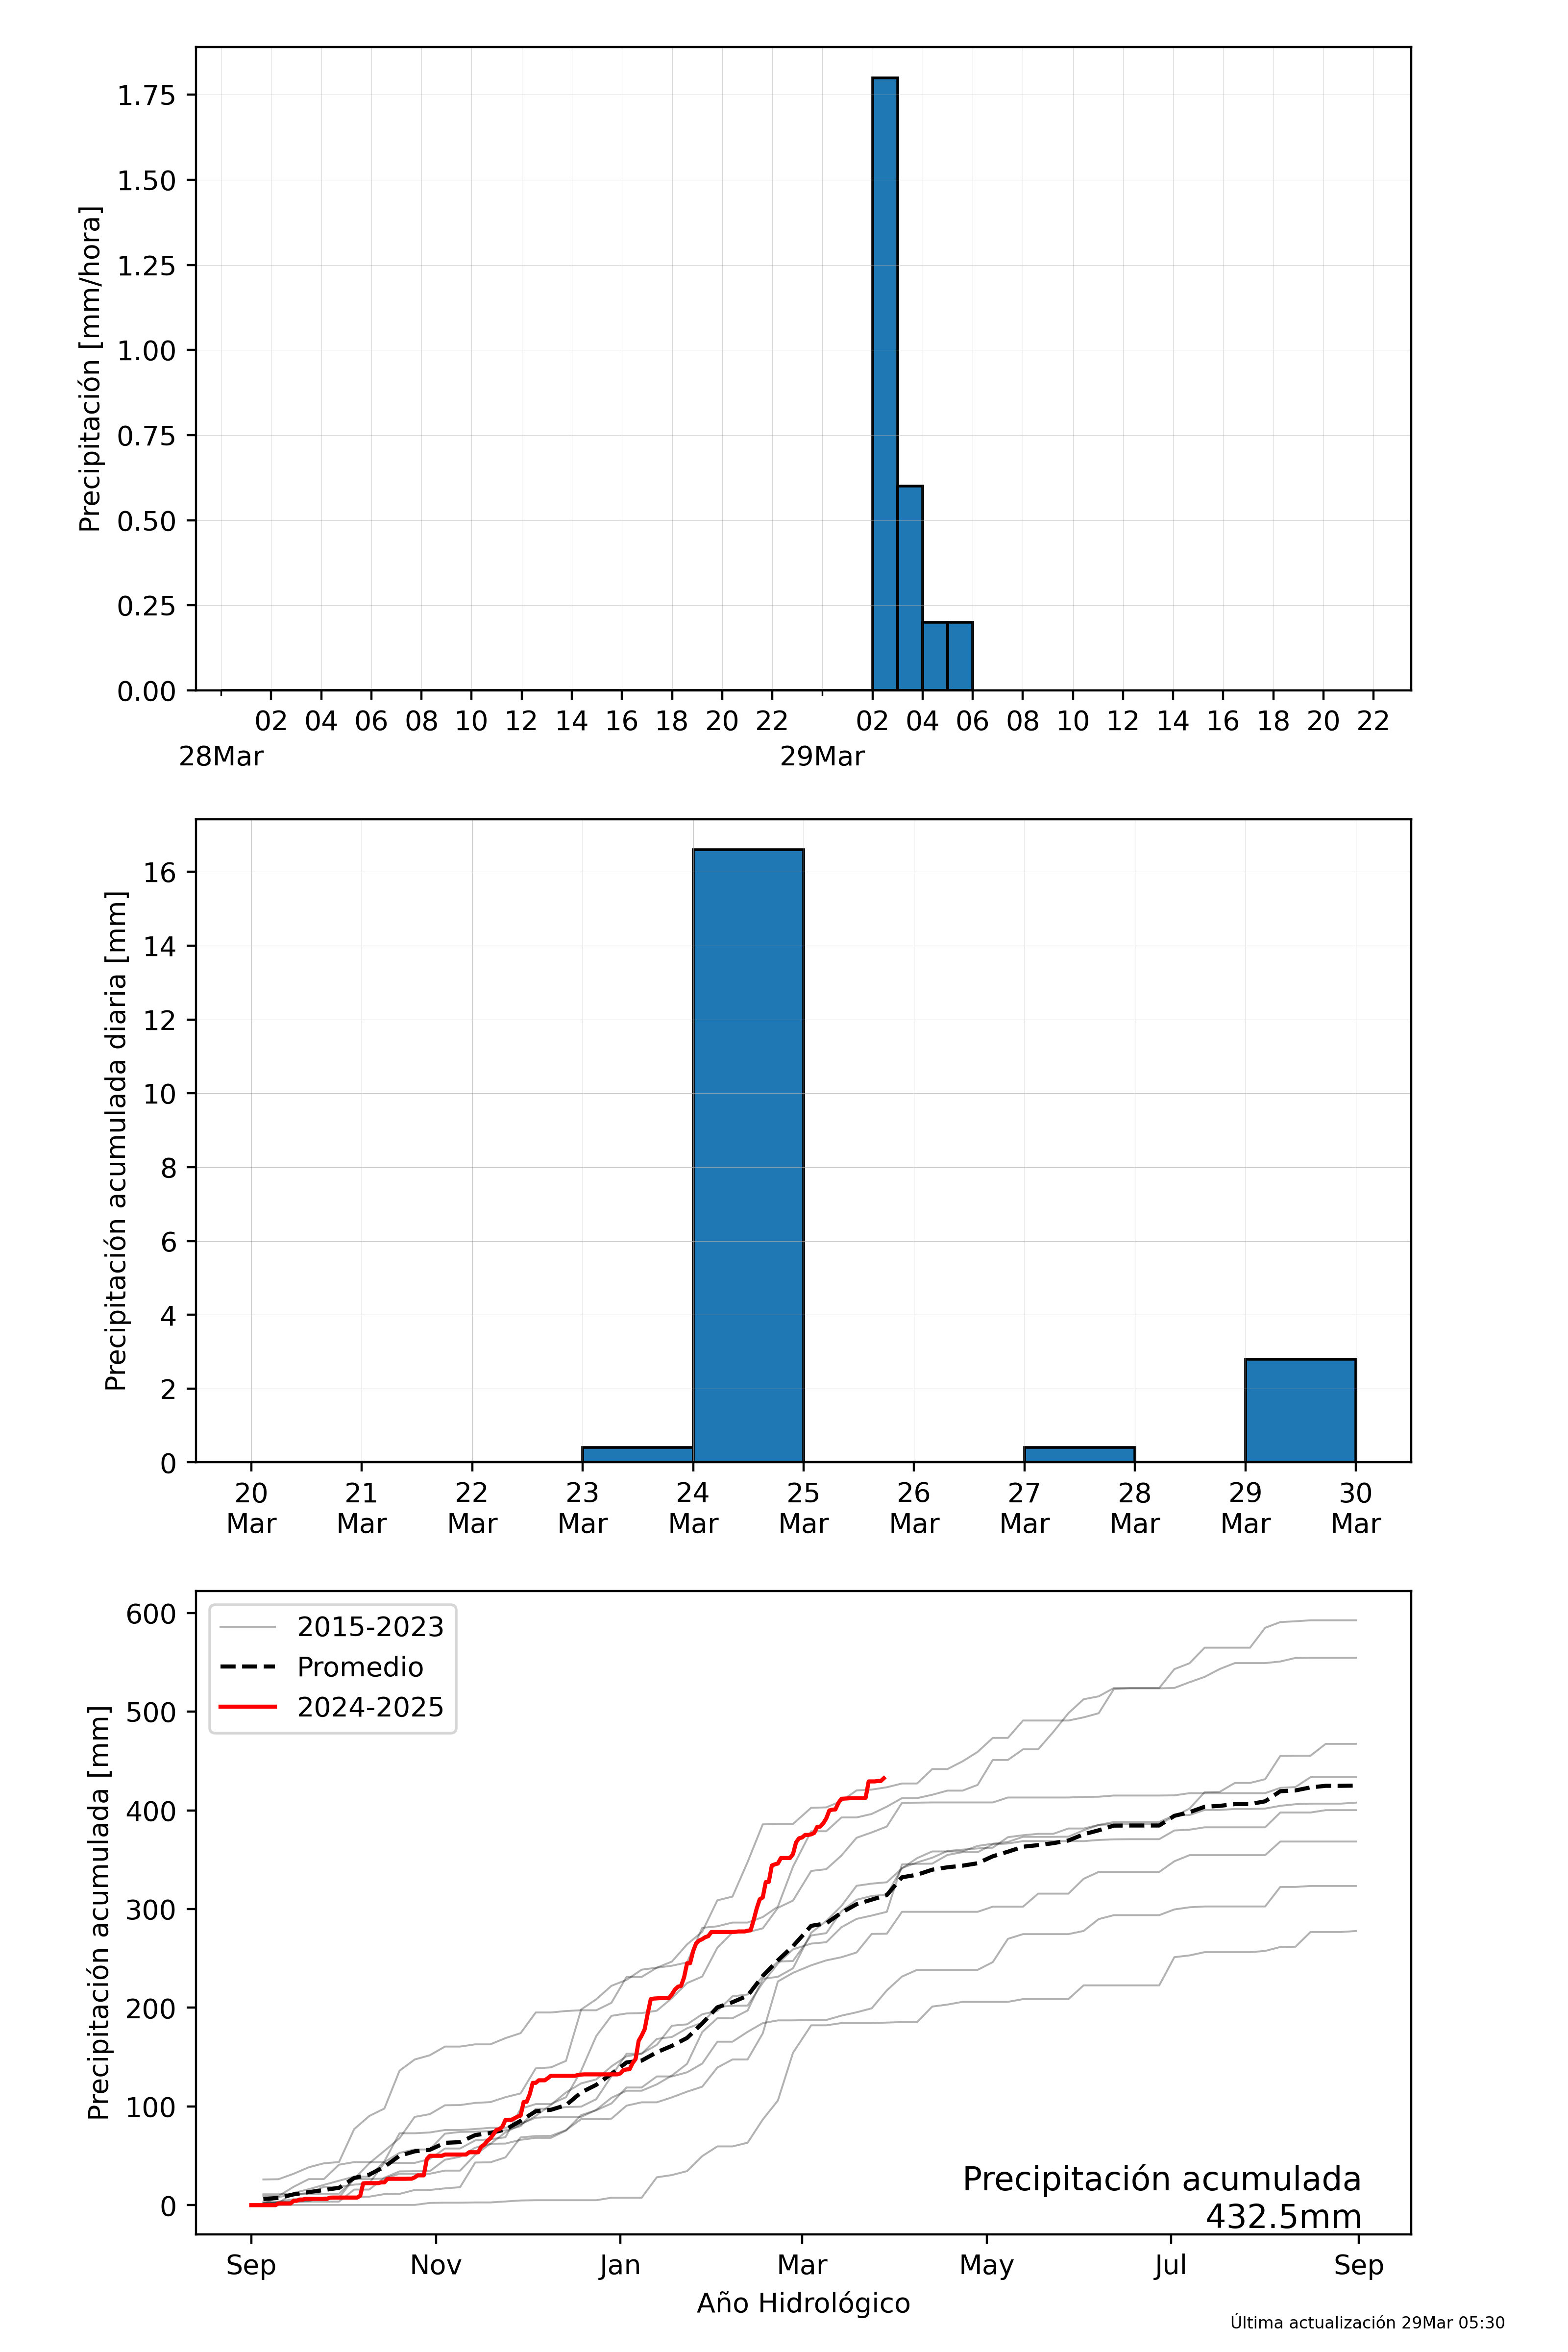 Precipitación [mm/hora]
1.75
1.50
1.25
1.00
0.75
0.50
0.25
0.00
02 04 06 08 10 12 14 16 18 20 22 02 04 06 08 10 12 14 16 18 20 22
28Mar 29Mar
Precipitación acumulada diaria [mm]
16
14
12
10
8
6
4
2
0
20 21 22 23 24 25 26 27 28 29 30
Mar Mar Mar Mar Mar Mar Mar Mar Mar Mar Mar
Precipitación acumulada [mm]
600
500
400
300
200
100
0
2015-2023
Promedio
2024-2025
Precipitación acumulada
432.5mm
Sep Nov Jan Mar May Jul Sep
Año Hidrológico
Última actualización 29Mar 05:30